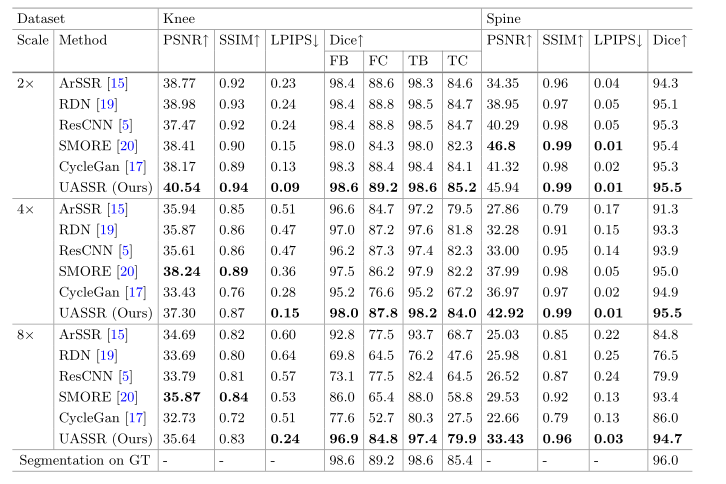 Dataset Knee Spine
Scale Method PSNR↑ SSIM↑ LPIPS↓ Dice↑ PSNR↑ SSIM↑ LPIPS↓ Dice↑
FB FC TB TC
2× ArSSR [15] 38.77 0.92 0.23 98.4 88.6 98.3 84.6 34.35 0.96 0.04 94.3
RDN [19] 38.98 0.93 0.24 98.4 88.8 98.5 84.7 38.95 0.97 0.05 95.1
ResCNN [5] 37.47 0.92 0.24 98.4 88.8 98.5 84.7 40.29 0.98 0.05 95.3
SMORE [20] 38.41 0.90 0.15 98.0 84.3 98.0 82.3 46.8 0.99 0.01 95.4
CycleGan [17] 38.17 0.89 0.13 98.3 88.4 98.4 84.1 41.32 0.98 0.02 95.3
UASSR (Ours) 40.54 0.94 0.09 98.6 89.2 98.6 85.2 45.94 0.99 0.01 95.5
4× ArSSR [15] 35.94 0.85 0.51 96.6 84.7 97.2 79.5 27.86 0.79 0.17 91.3
RDN [19] 35.87 0.86 0.47 97.0 87.2 97.6 81.8 32.28 0.91 0.15 93.3
ResCNN [5] 35.61 0.86 0.47 96.2 87.3 97.4 82.3 33.00 0.95 0.14 93.9
SMORE [20] 38.24 0.89 0.36 97.5 86.2 97.9 82.2 37.99 0.98 0.05 95.0
CycleGan [17] 33.43 0.76 0.28 95.2 76.6 95.2 67.2 36.97 0.97 0.02 94.9
UASSR (Ours) 37.30 0.87 0.15 98.0 87.8 98.2 84.0 42.92 0.99 0.01 95.5
8× ArSSR [15] 34.69 0.82 0.60 92.8 77.5 93.7 68.7 25.03 0.85 0.22 84.8
RDN [19] 33.69 0.80 0.64 69.8 64.5 76.2 47.6 25.98 0.81 0.25 76.5
ResCNN [5] 33.79 0.81 0.57 73.1 77.5 82.4 64.5 26.52 0.87 0.24 79.9
SMORE [20] 35.87 0.84 0.53 86.0 65.4 88.0 58.8 29.53 0.92 0.13 93.4
CycleGan [17] 32.73 0.72 0.51 77.6 52.7 80.3 27.5 22.66 0.79 0.13 86.0
UASSR (Ours) 35.64 0.83 0.24 96.9 84.8 97.4 79.9 33.43 0.96 0.03 94.7
Segmentation on GT - - - 98.6 89.2 98.6 85.4 - - - 96.0